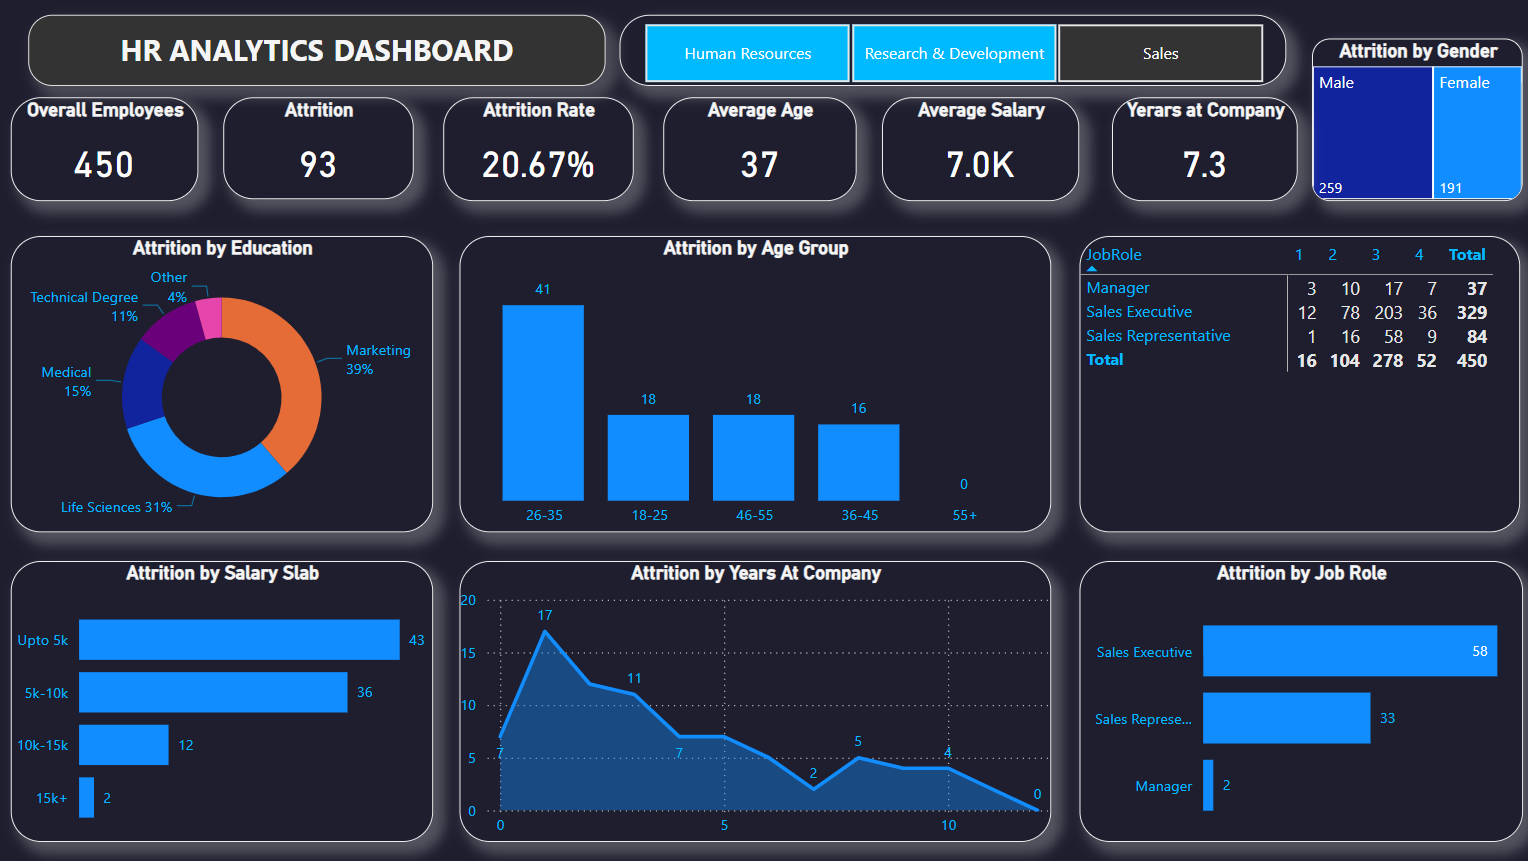 HR ANALYTICS DASHBOARD
Human Resources
Research & Development
Sales
Attrition by Gender
Male
Female
259
191
Overall Employees
450
Attrition
93
Attrition Rate
20.67%
Average Age
37
Average Salary
7.0K
Yerars at Company
7.3
Attrition by Education
Other
4%
Technical Degree
11%
Marketing
39%
Medical
15%
Life Sciences 31%
Attrition by Age Group
41
18
18
16
0
26-35
18-25
46-55
36-45
55+
JobRole 1 2 3 4 Total
Manager 3 10 17 7 37
Sales Executive 12 78 203 36 329
Sales Representative 1 16 58 9 84
Total 16 104 278 52 450
Attrition by Salary Slab
Upto 5k 43
5k-10k 36
10k-15k 12
15k+ 2
Attrition by Years At Company
20
15
10
5
0
7
17
11
7
2
5
4
0
0
5
10
Attrition by Job Role
Sales Executive 58
Sales Represe... 33
Manager 2